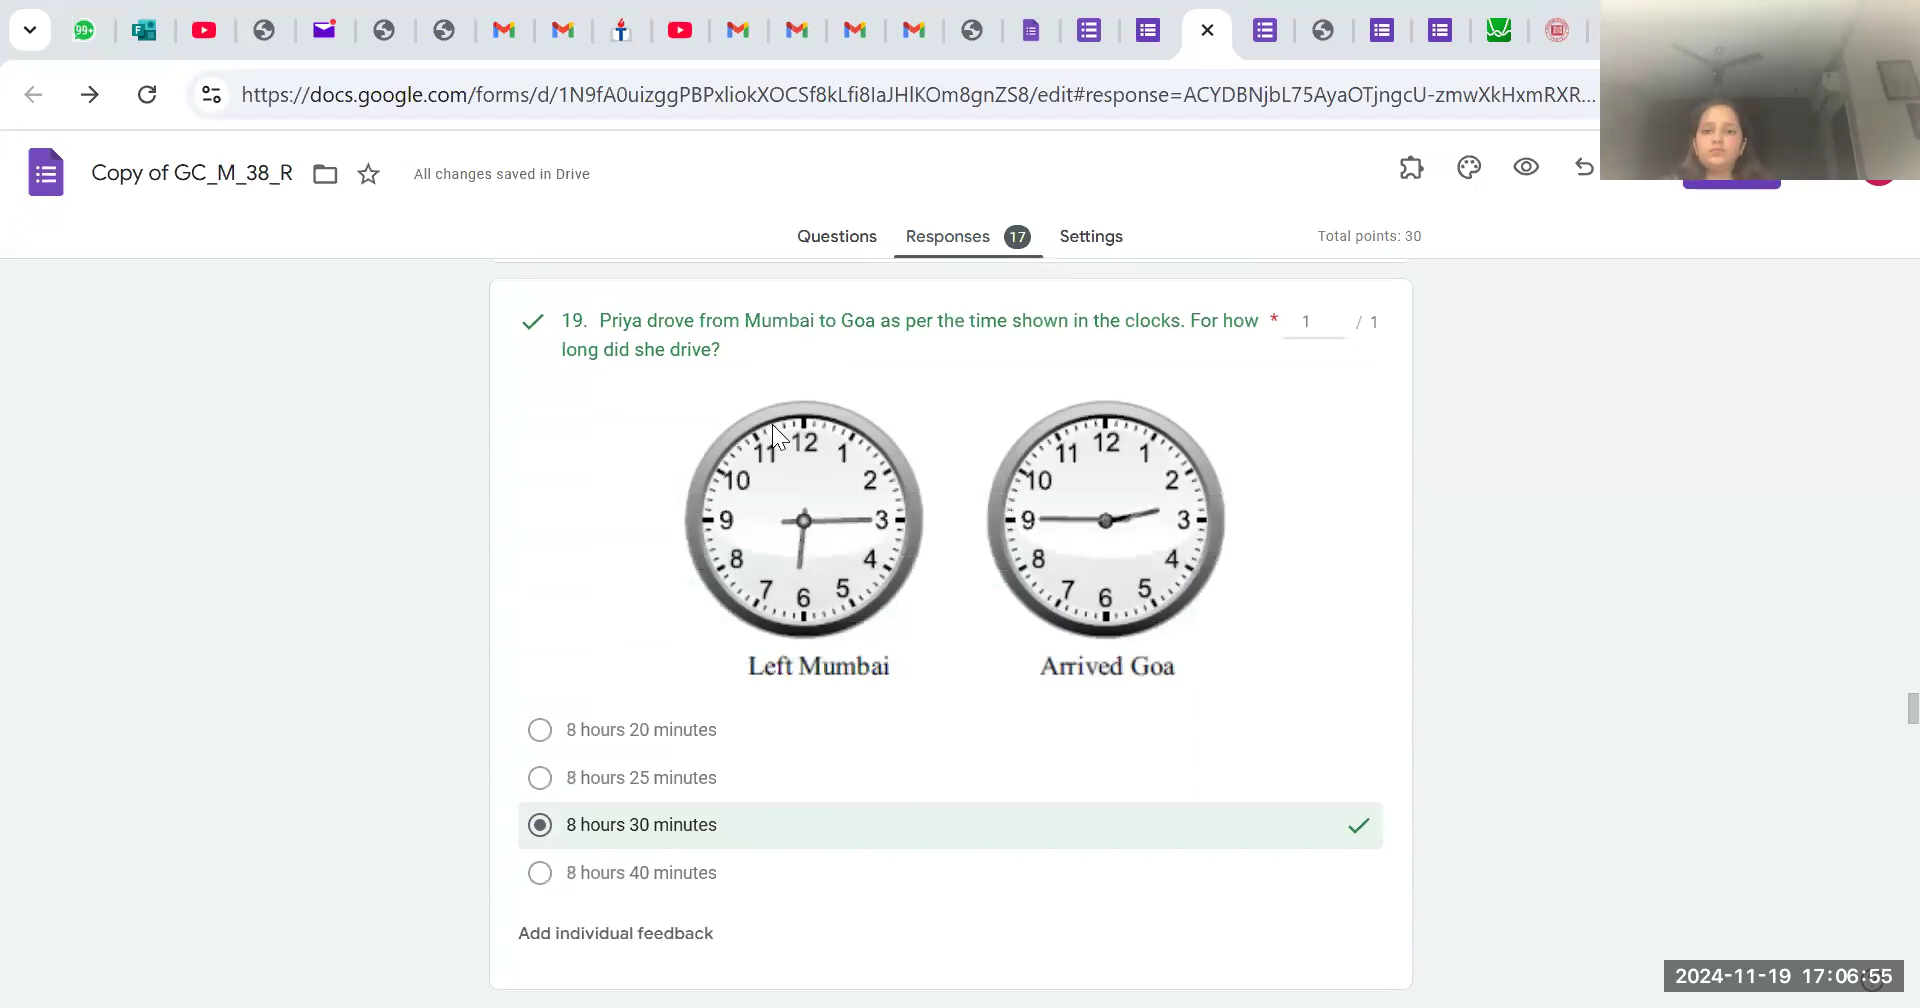 99+
https://docs.google.com/forms/d/1N9fA0uizggPBPxliokXOCSf8kLfi8IaJHlKOm8gnZS8/edit#response=ACYDBNjbL75AyaOTjngcU-zmwXkHxmRXR...
Copy of GC_M_38_R
All changes saved in Drive
Questions Responses 17 Settings
Total points: 30
19. Priya drove from Mumbai to Goa as per the time shown in the clocks. For how * 1 / 1
long did she drive?
12 1 2 3 4 5 6 7 8 9 10 11
12 1 2 3 4 5 6 7 8 9 10 11
Left Mumbai
Arrived Goa
8 hours 20 minutes
8 hours 25 minutes
8 hours 30 minutes
8 hours 40 minutes
Add individual feedback
2024-11-19 17:06:55